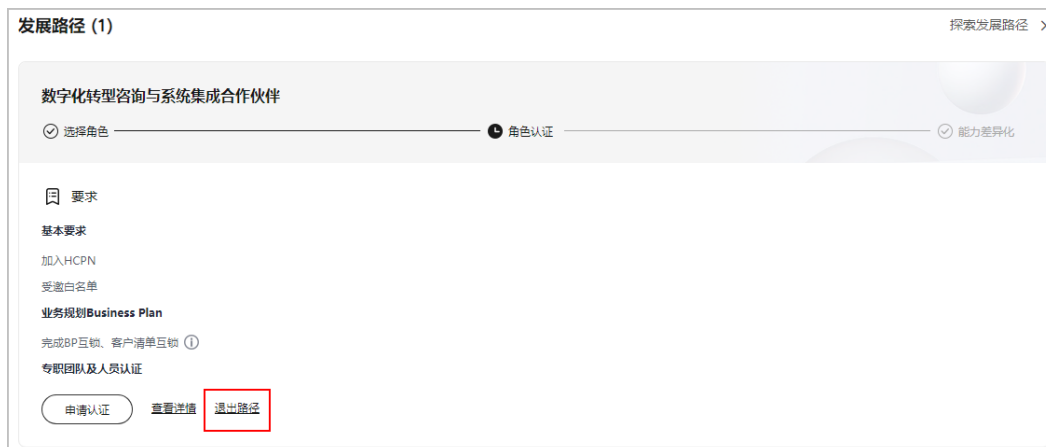 发展路径 (1)
探索发展路径
数字化转型咨询与系统集成合作伙伴
选择角色
角色认证
能力差异化
要求
基本要求
加入HCPN
受邀白名单
业务规划Business Plan
完成BP互锁、客户清单互锁
专职团队及人员认证
申请认证 查看详情 退出路径